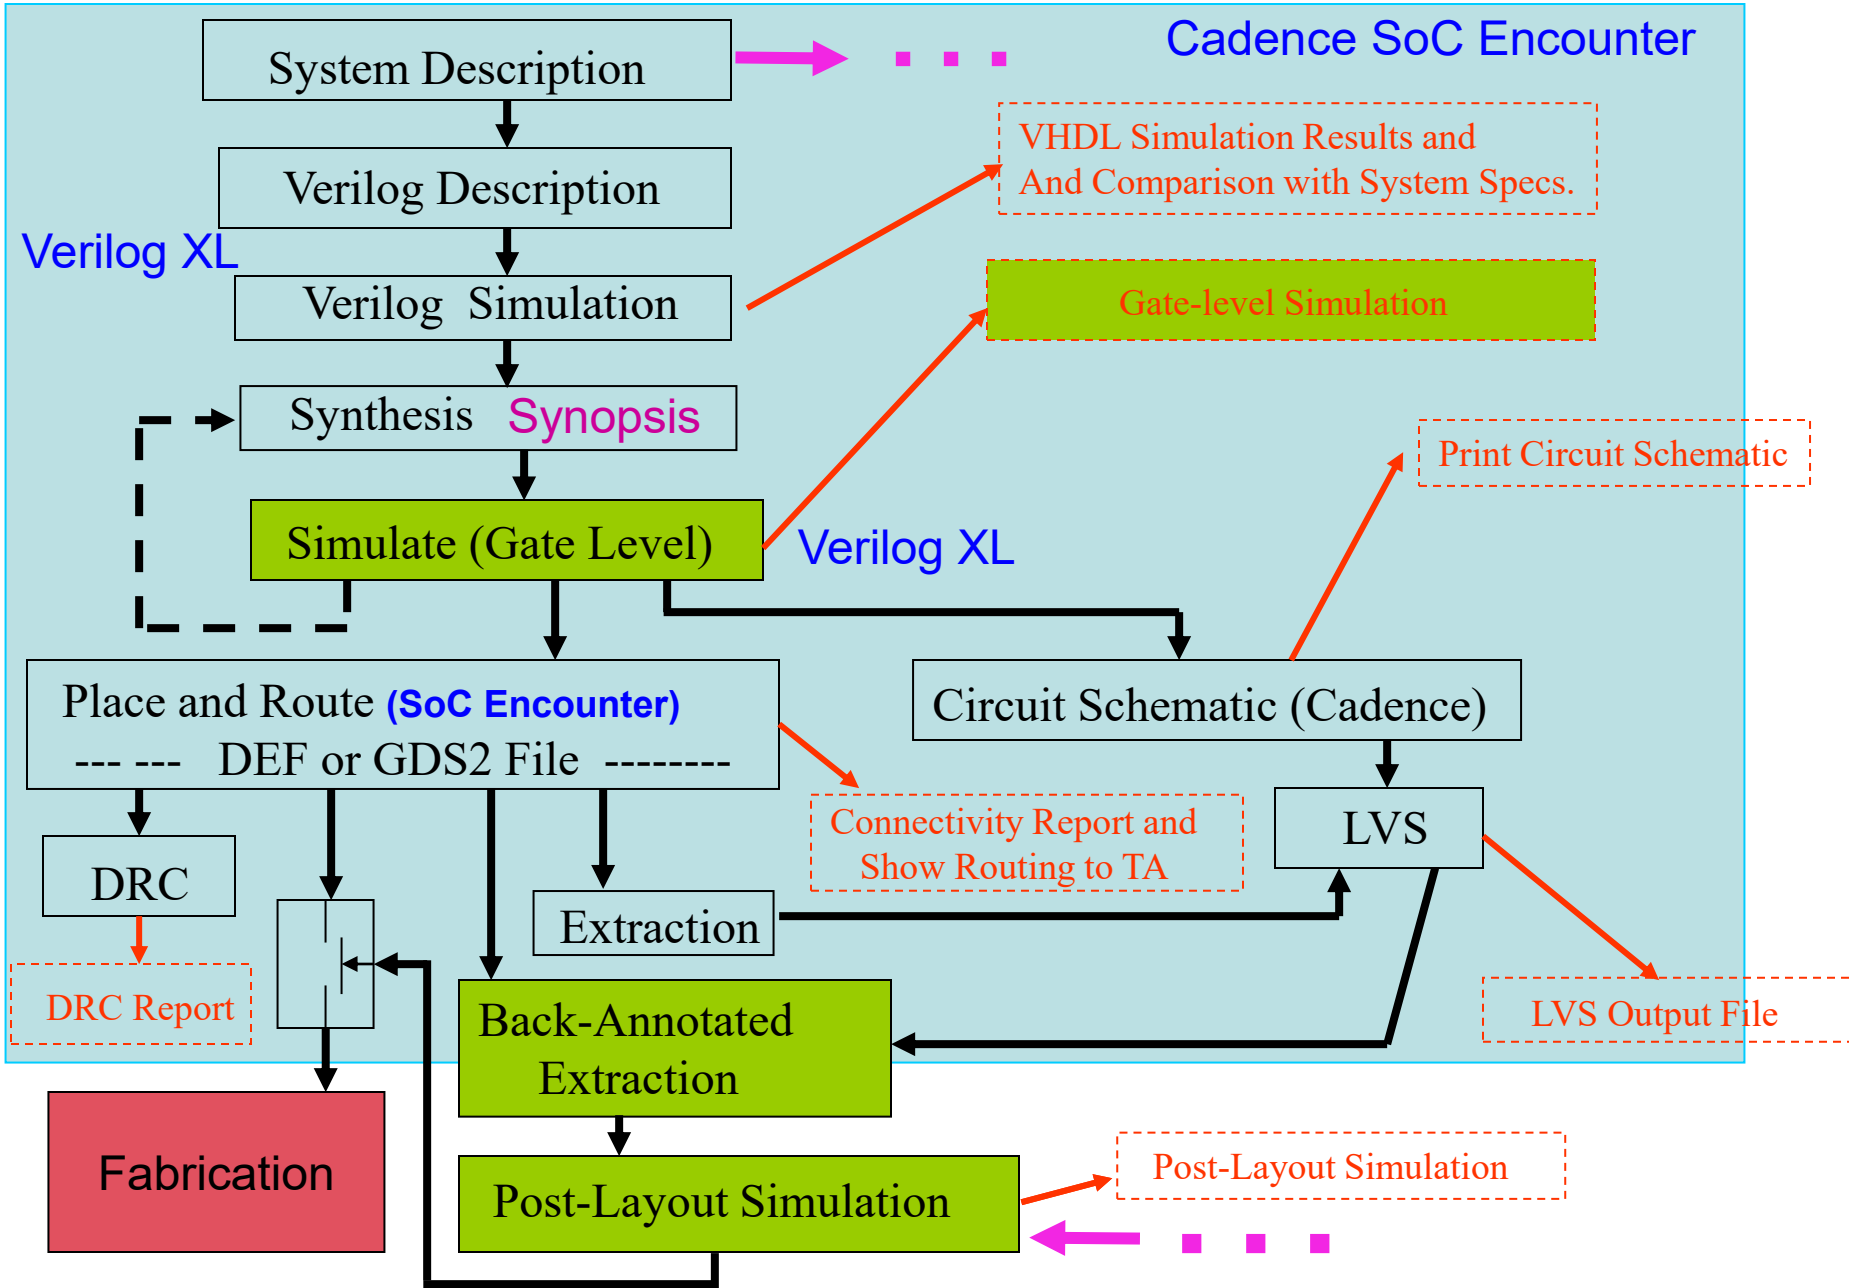 Cadence SoC Encounter
System Description
VHDL Simulation Results and
And Comparison with System Specs.
Verilog Description
Verilog XL
Verilog  Simulation
Gate-level Simulation
Synthesis Synopsis
Print Circuit Schematic
Simulate (Gate Level)
Verilog XL
Place and Route (SoC Encounter)
--- --- DEF or GDS2 File --------
Circuit Schematic (Cadence)
Connectivity Report and
Show Routing to TA
LVS
DRC
Extraction
DRC Report
LVS Output File
Back-Annotated
Extraction
Fabrication
Post-Layout Simulation
Post-Layout Simulation